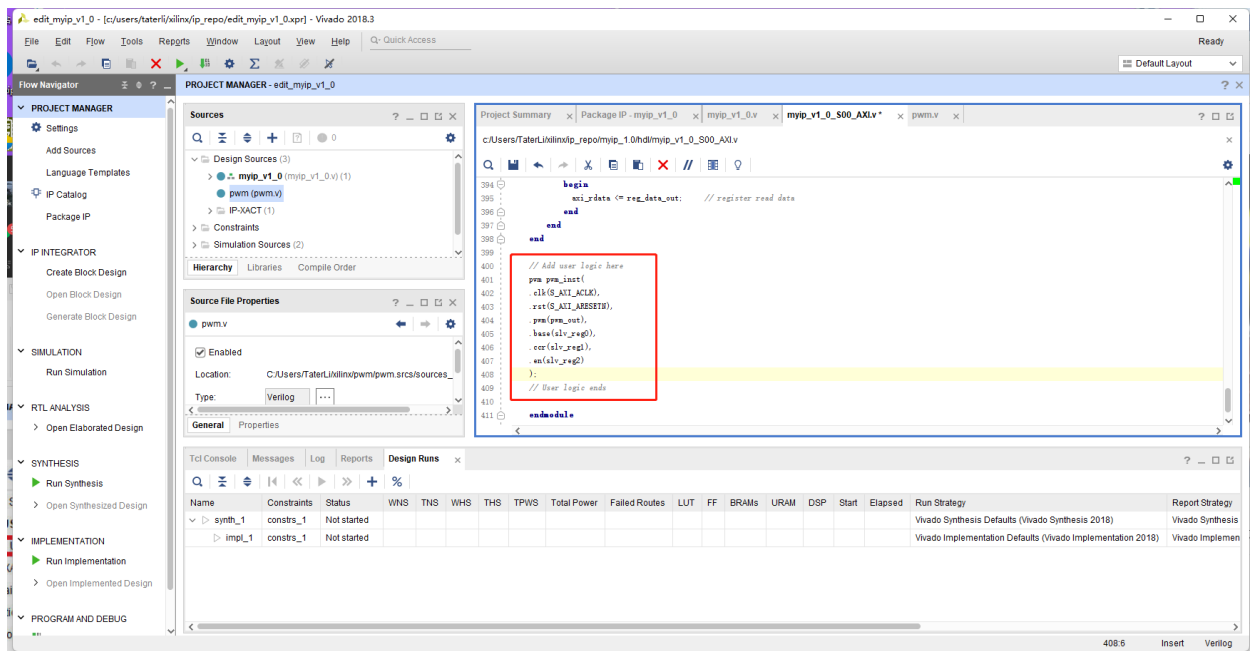 edit_myip_v1_0 - [c:/users/taterli/xilinx/ip_repo/edit_myip_v1_0.xpr] - Vivado 2018.3
File Edit Flow Tools Reports Window Layout View Help Q- Quick Access
Ready
Default Layout
Flow Navigator
PROJECT MANAGER - edit_myip_v1_0
PROJECT MANAGER
Settings
Add Sources
Language Templates
IP Catalog
Package IP
IP INTEGRATOR
Create Block Design
Open Block Design
Generate Block Design
SIMULATION
Run Simulation
RTL ANALYSIS
Open Elaborated Design
SYNTHESIS
Run Synthesis
Open Synthesized Design
IMPLEMENTATION
Run Implementation
Open Implemented Design
PROGRAM AND DEBUG
Sources
0
Design Sources (3)
myip_v1_0 (myip_v1_0.v) (1)
pwm (pwm.v)
IP-XACT (1)
Constraints
Simulation Sources (2)
Hierarchy Libraries Compile Order
Source File Properties
pwm.v
Enabled
Location: C:/Users/TaterLi/xilinx/pwm/pwm.srcs/sources_
Type: Verilog
General Properties
Project Summary Package IP - myip_v1_0 myip_v1_0.v myip_v1_0_S00_AXI.v * pwm.v
c:/Users/TaterLi/xilinx/ip_repo/myip_1.0/hdl/myip_v1_0_S00_AXI.v
394 begin
395 axi_rdata <= reg_data_out; // register read data
396 end
397 end
398 end
399
400 // Add user logic here
401 pwm pwm_inst(
402 .clk(S_AXI_ACLK),
403 .rst(S_AXI_ARESETN),
404 .pwm(pwm_out),
405 .base(slv_reg0),
406 .ccr(slv_reg1),
407 .en(slv_reg2)
408 );
409 // User logic ends
410
411 endmodule
Tcl Console Messages Log Reports Design Runs
Name Constraints Status WNS TNS WHS THS TPWS Total Power Failed Routes LUT FF BRAMs URAM DSP Start Elapsed Run Strategy Report Strategy
synth_1 constrs_1 Not started Vivado Synthesis Defaults (Vivado Synthesis 2018) Vivado Synthesis
impl_1 constrs_1 Not started Vivado Implementation Defaults (Vivado Implementation 2018) Vivado Implemen
408:6 Insert Verilog